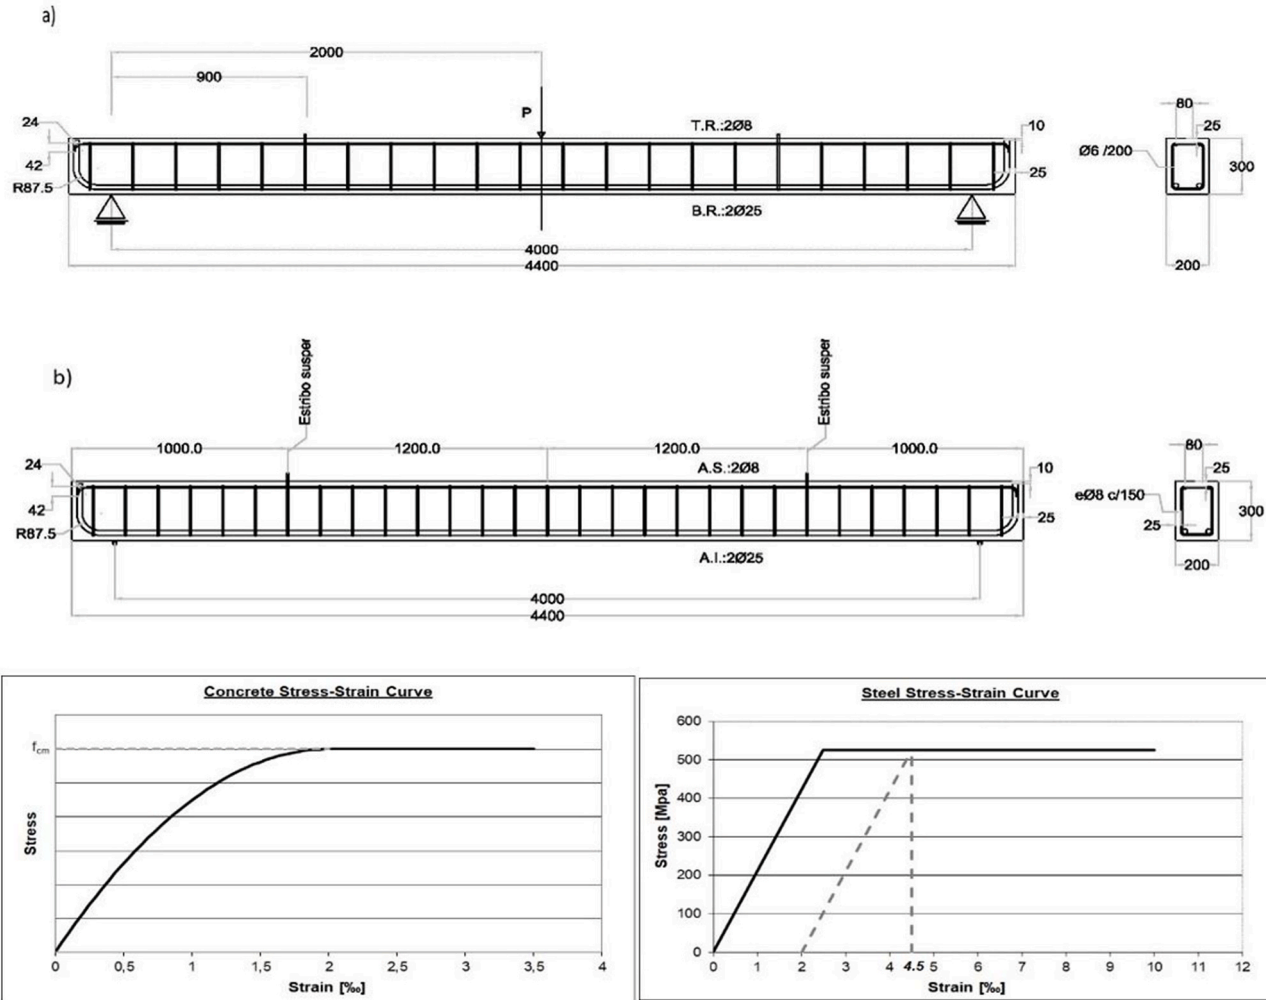 a)
2000
900
P
24
T.R.:2Ø8
10
80
25
42
Ø6 /200
300
R87.5
25
B.R.:2Ø25
4000
4400
200
b)
Estribo susper
Estribo susper
1000.0
1200.0
1200.0
1000.0
24
A.S.:2Ø8
10
80
25
42
eØ8 c/150
300
R87.5
25
25
A.I.:2Ø25
200
4000
4400
Concrete Stress-Strain Curve
fcm
Stress
0 0,5 1 1,5 2 2,5 3 3,5 4
Strain [‰]
Steel Stress-Strain Curve
600
500
400
300
200
100
0
Stress [Mpa]
0 1 2 3 4 4.5 5 6 7 8 9 10 11 12
Strain [‰]